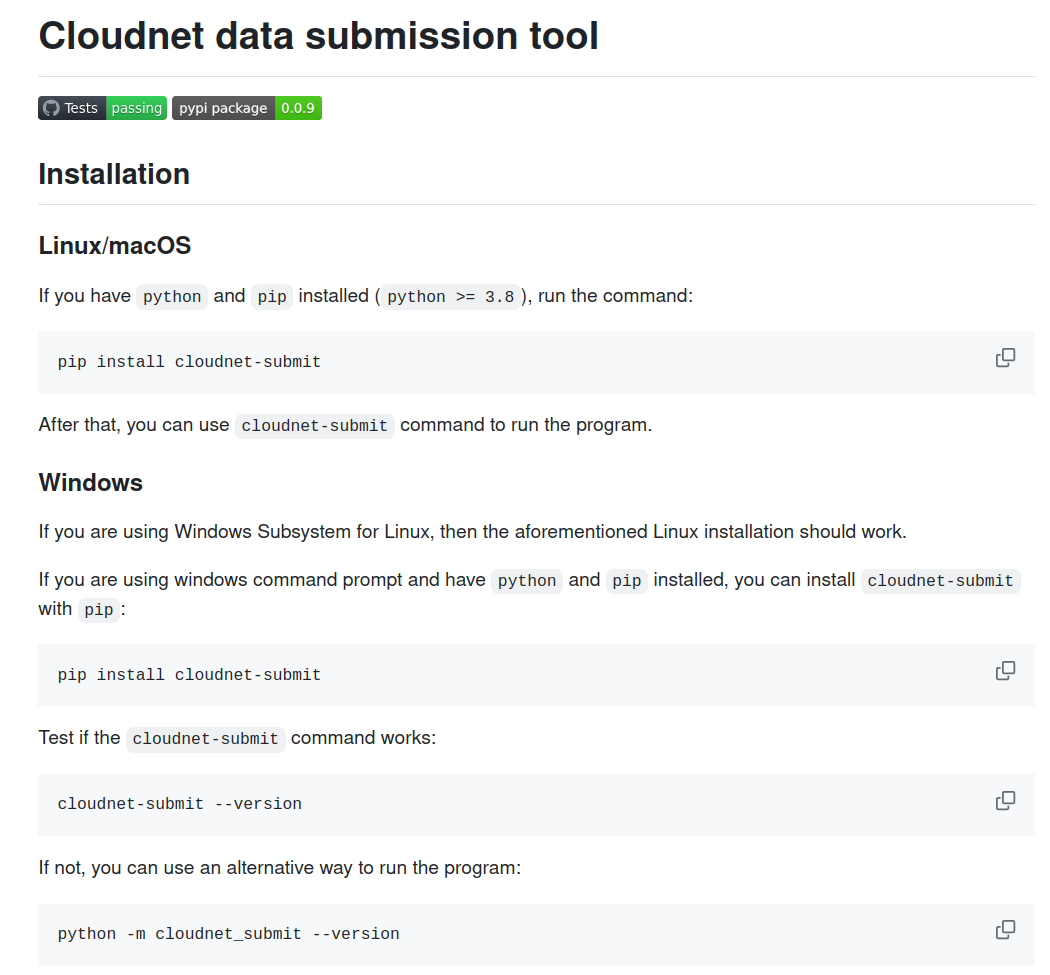 Cloudnet data submission tool
Tests passing pypi package 0.0.9
Installation
Linux/macOS
If you have python and pip installed ( python >= 3.8 ), run the command:
pip install cloudnet-submit
After that, you can use cloudnet-submit command to run the program.
Windows
If you are using Windows Subsystem for Linux, then the aforementioned Linux installation should work.
If you are using windows command prompt and have python and pip installed, you can install cloudnet-submit
with pip :
pip install cloudnet-submit
Test if the cloudnet-submit command works:
cloudnet-submit --version
If not, you can use an alternative way to run the program:
python -m cloudnet_submit --version